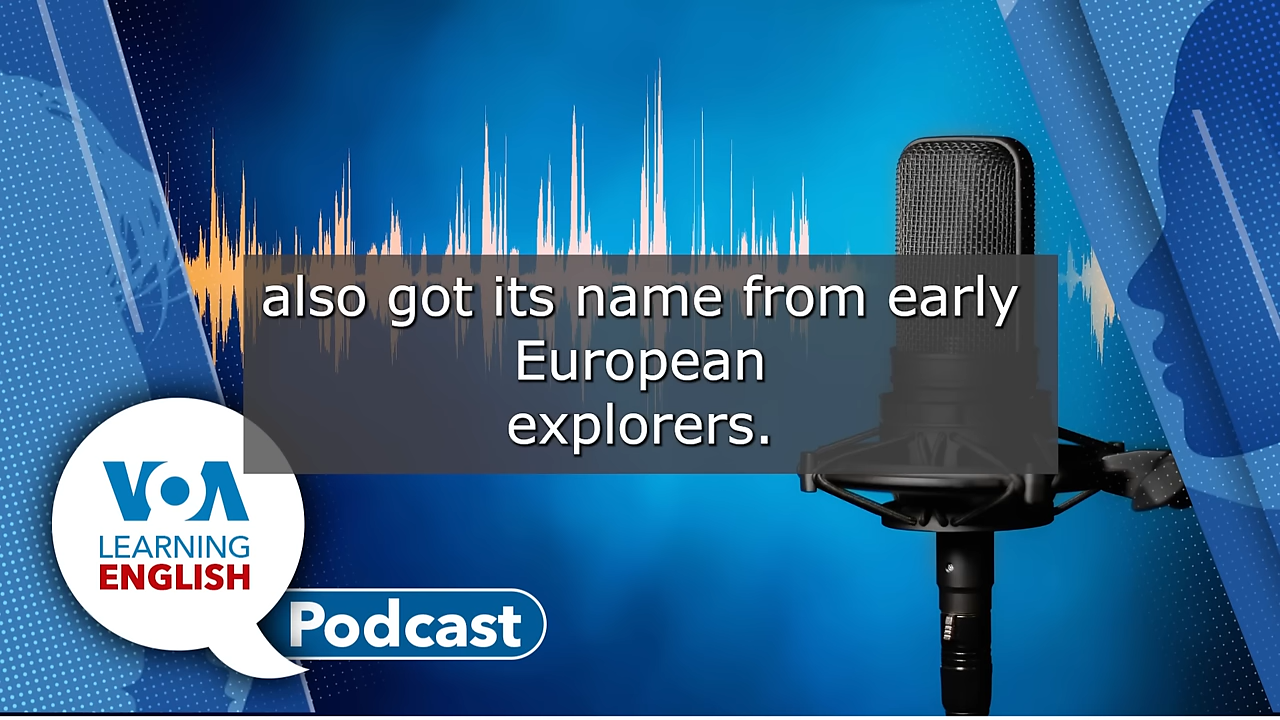 also got its name from early
European
explorers.
VOA
LEARNING
ENGLISH
Podcast